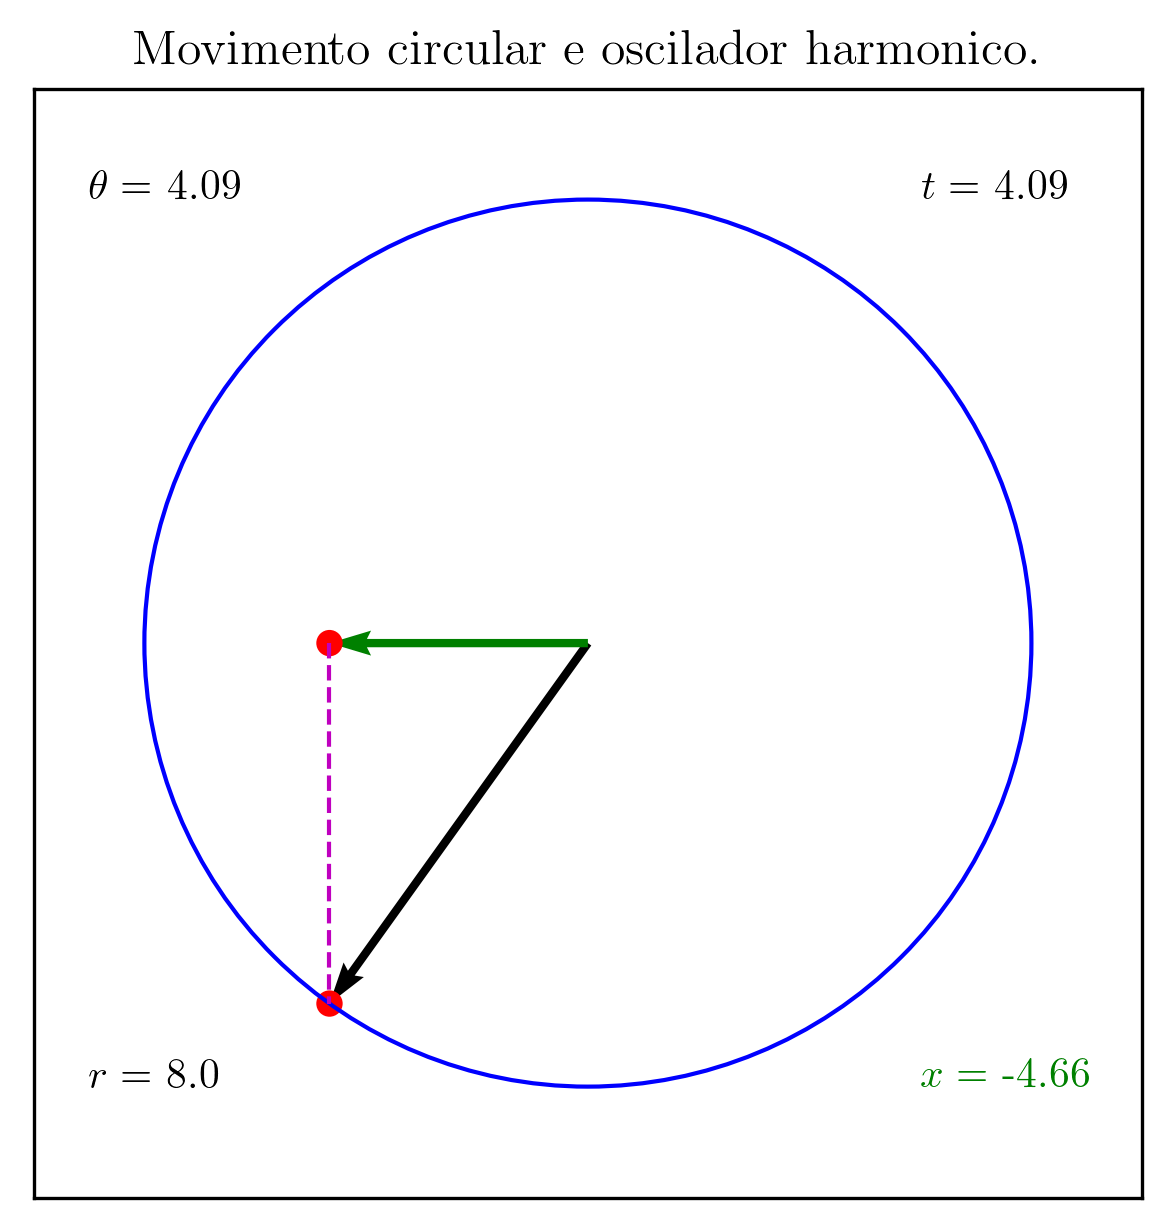 Movimento circular e oscilador harmonico.
θ = 4.09
t = 4.09
r = 8.0
x = -4.66